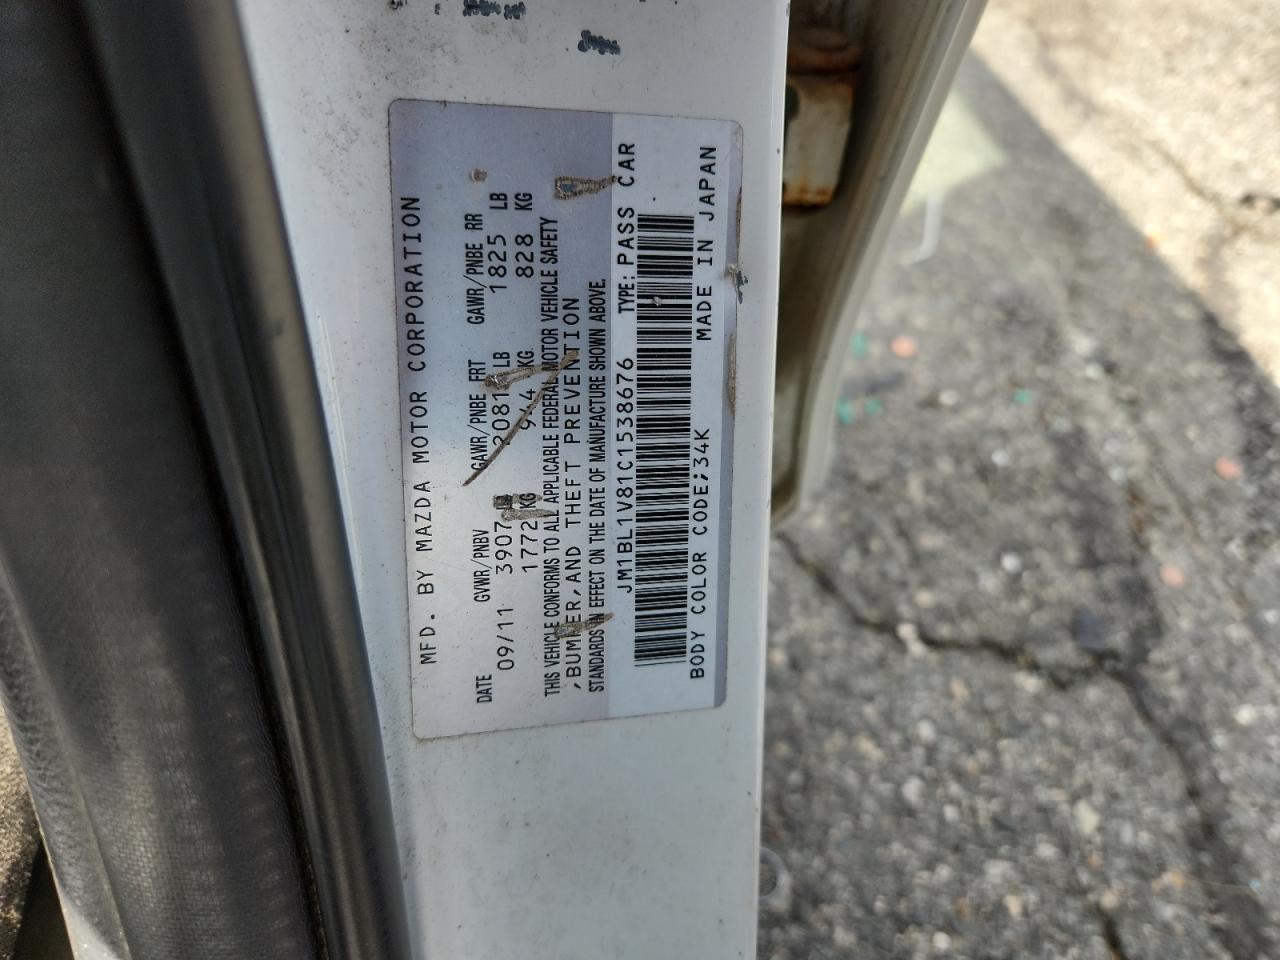 MFD. BY MAZDA MOTOR CORPORATION
DATE GVWR/PNBV GAWR/PNBE FRT GAWR/PNBE RR
09/11 3907 2081 LB 1825 LB
1772 KG 944 KG 828 KG
THIS VEHICLE CONFORMS TO ALL APPLICABLE FEDERAL MOTOR VEHICLE SAFETY
,BUMPER,AND THEFT PREVENTION
STANDARDS IN EFFECT ON THE DATE OF MANUFACTURE SHOWN ABOVE.
JM1BL1V81C1538676 TYPE: PASS CAR
BODY COLOR CODE;34K MADE IN JAPAN